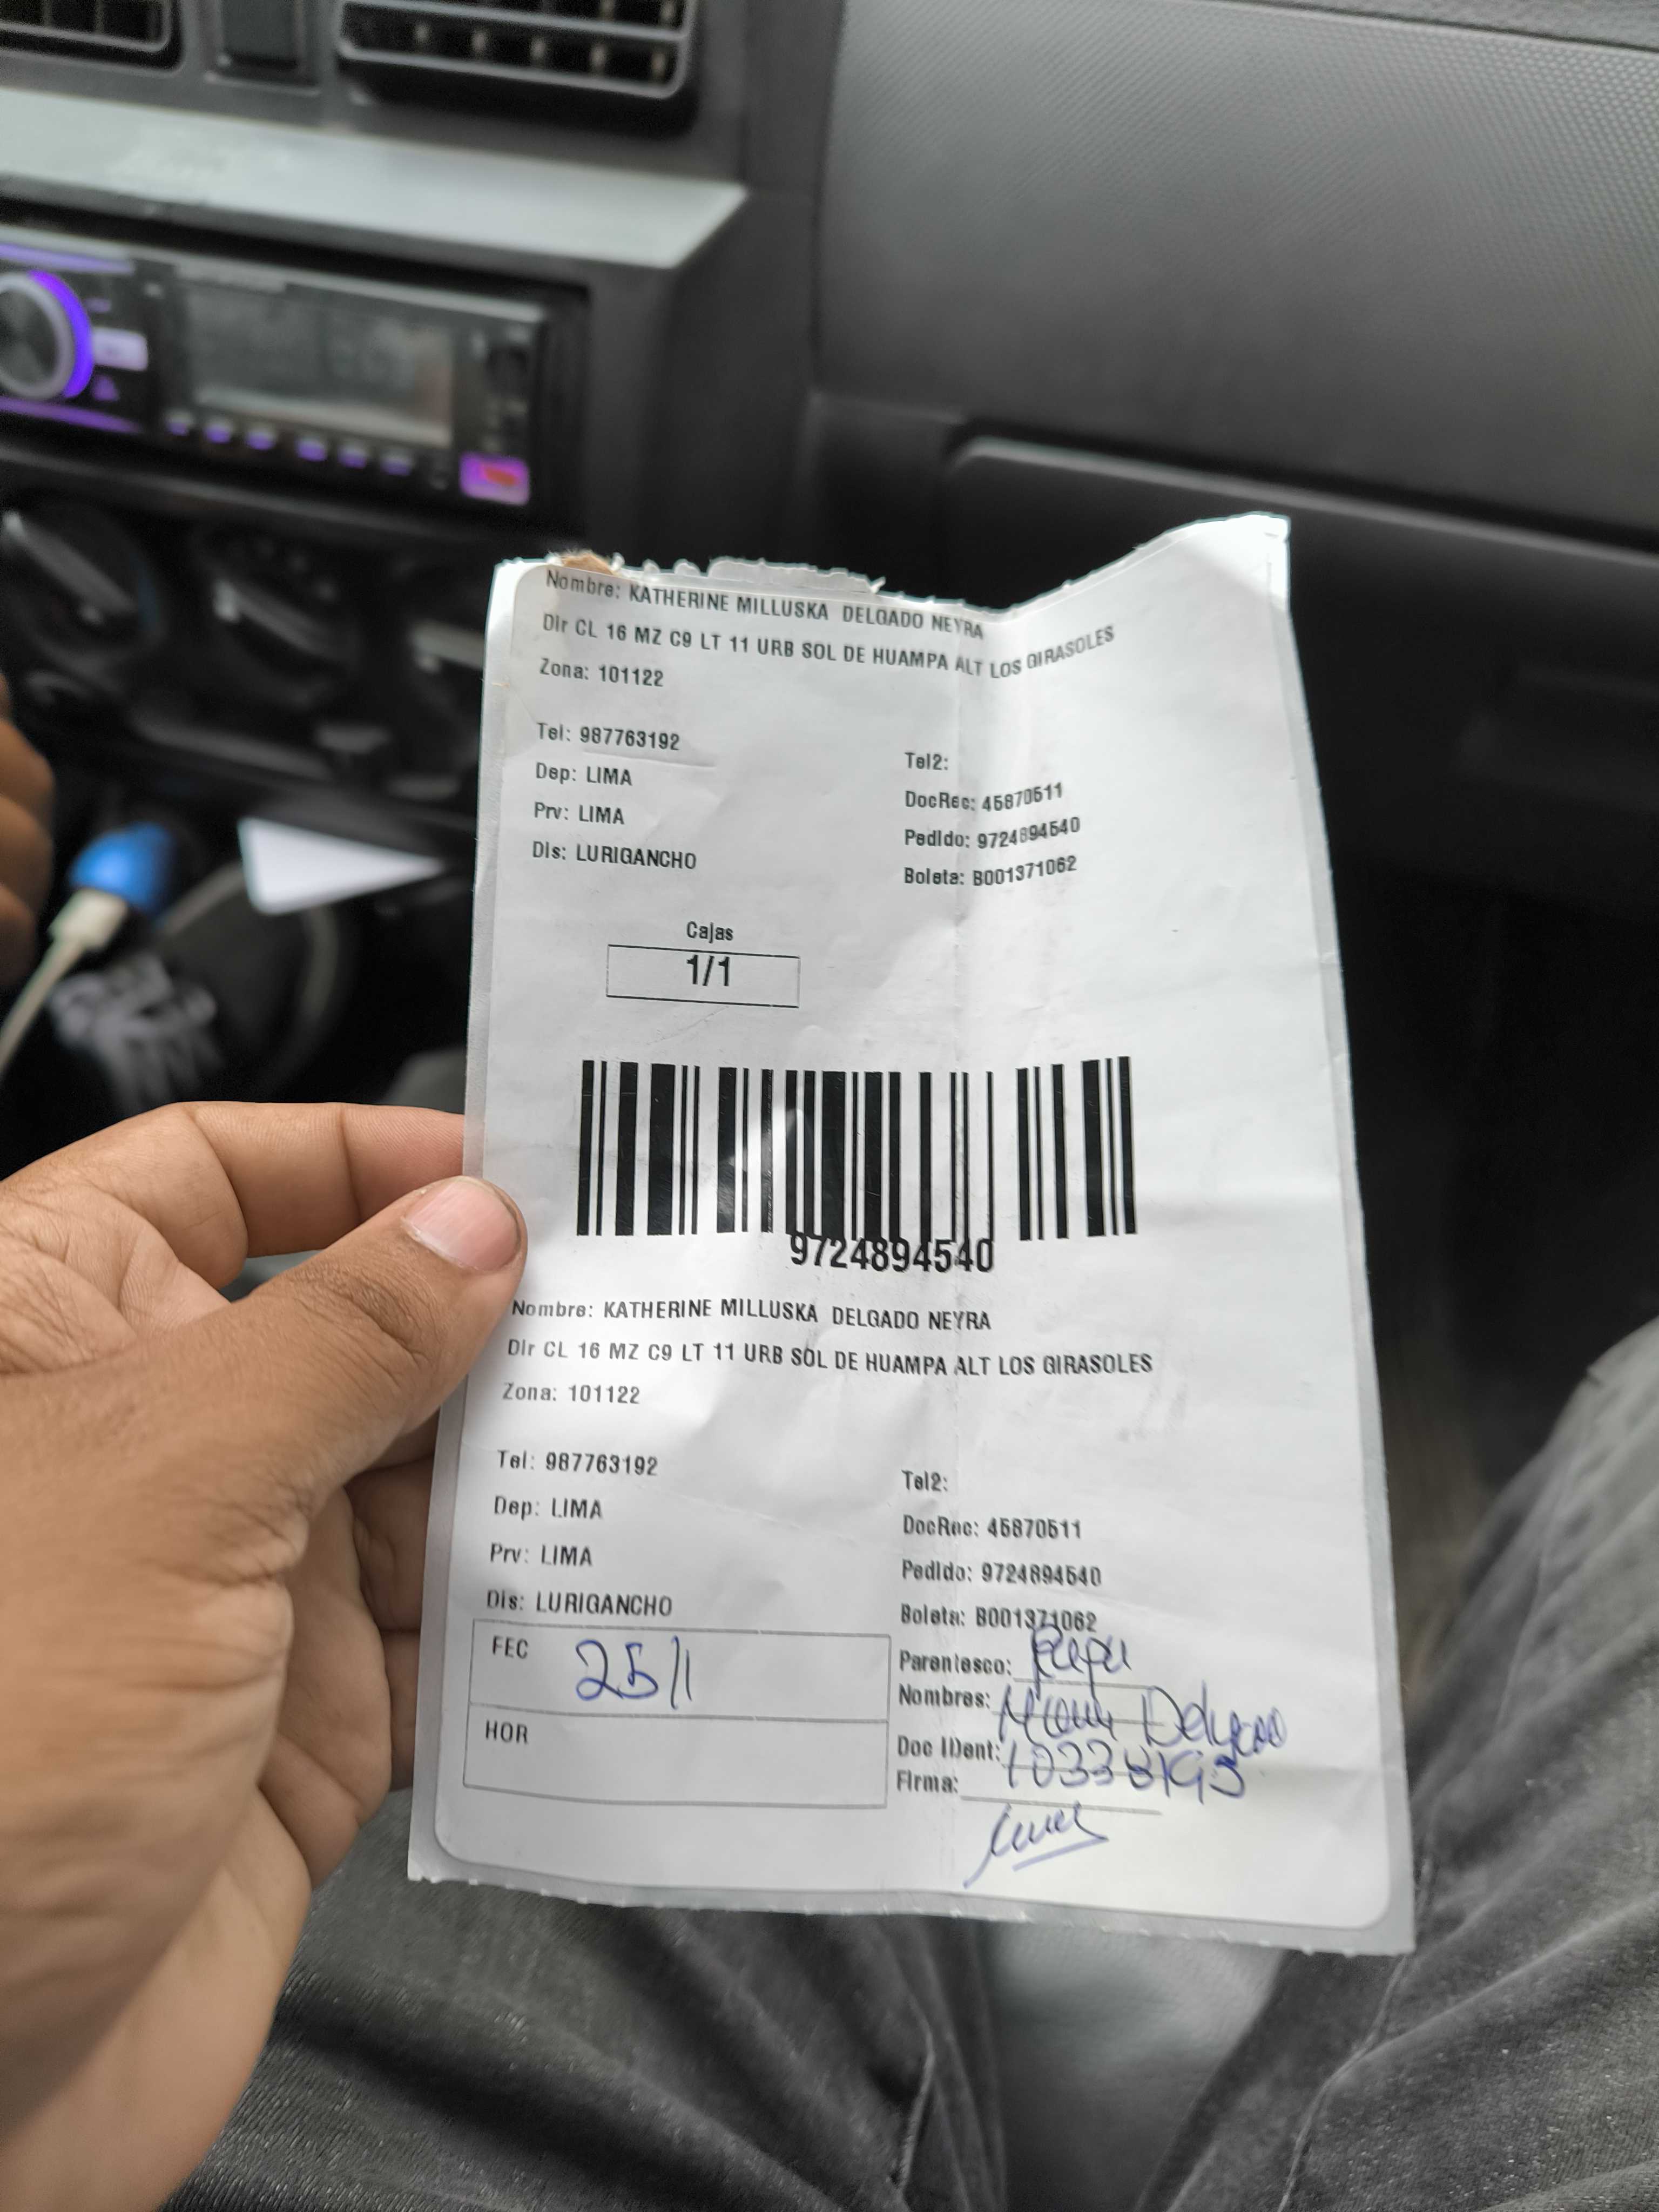 Nombre: KATHERINE MILLUSKA DELGADO NEYRA
Dir CL 16 MZ C9 LT 11 URB SOL DE HUAMPA ALT LOS GIRASOLES
Zona: 101122
Tel: 987763192
Tel2:
Dep: LIMA
DocRec: 45870511
Prv: LIMA
Pedido: 9724894540
Dis: LURIGANCHO
Boleta: B001371062
Cajas
1/1
9724894540
Nombre: KATHERINE MILLUSKA DELGADO NEYRA
Dir CL 16 MZ C9 LT 11 URB SOL DE HUAMPA ALT LOS GIRASOLES
Zona: 101122
Tel: 987763192
Tel2:
Dep: LIMA
DocRec: 45870511
Prv: LIMA
Pedido: 9724894540
Dis: LURIGANCHO
Boleta: B001371062
FEC 25/1
Parentesco:
Nombres: Delgado
HOR
Doc IDent:
Firma: